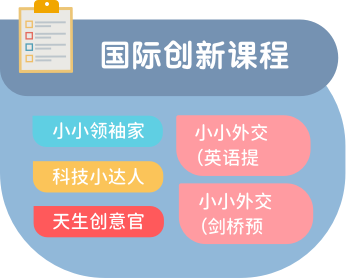 国际创新课程
小小领袖家
科技小达人
天生创意官
小小外交
（英语提
小小外交
（剑桥预